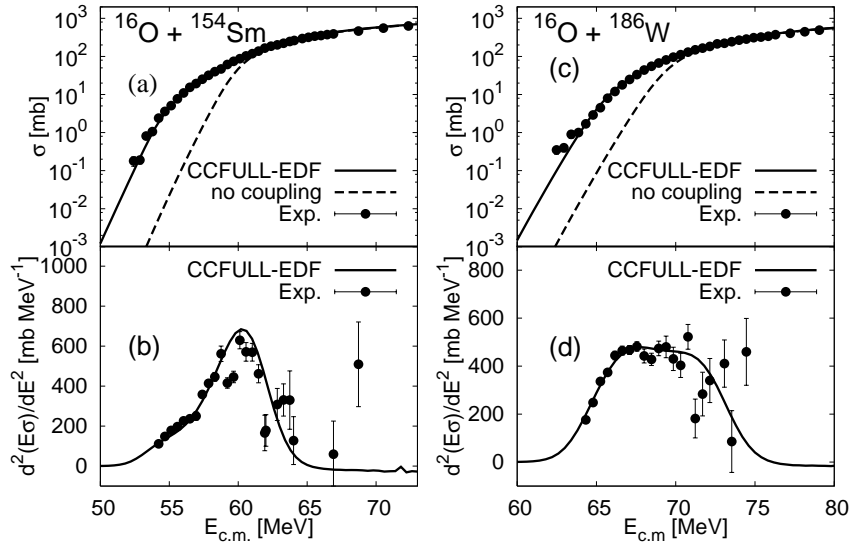 ¹⁶O + ¹⁵⁴Sm
(a)
σ [mb]
10³
10²
10¹
10⁰
10⁻¹
10⁻²
10⁻³
CCFULL-EDF
no coupling
Exp.
¹⁶O + ¹⁸⁶W
(c)
σ [mb]
10³
10²
10¹
10⁰
10⁻¹
10⁻²
10⁻³
CCFULL-EDF
no coupling
Exp.
(b)
d²(Eσ)/dE² [mb MeV⁻¹]
1000
800
600
400
200
0
CCFULL-EDF
Exp.
50 55 60 65 70
E_c.m. [MeV]
(d)
d²(Eσ)/dE² [mb MeV⁻¹]
800
600
400
200
0
CCFULL-EDF
Exp.
60 65 70 75 80
E_c.m [MeV]